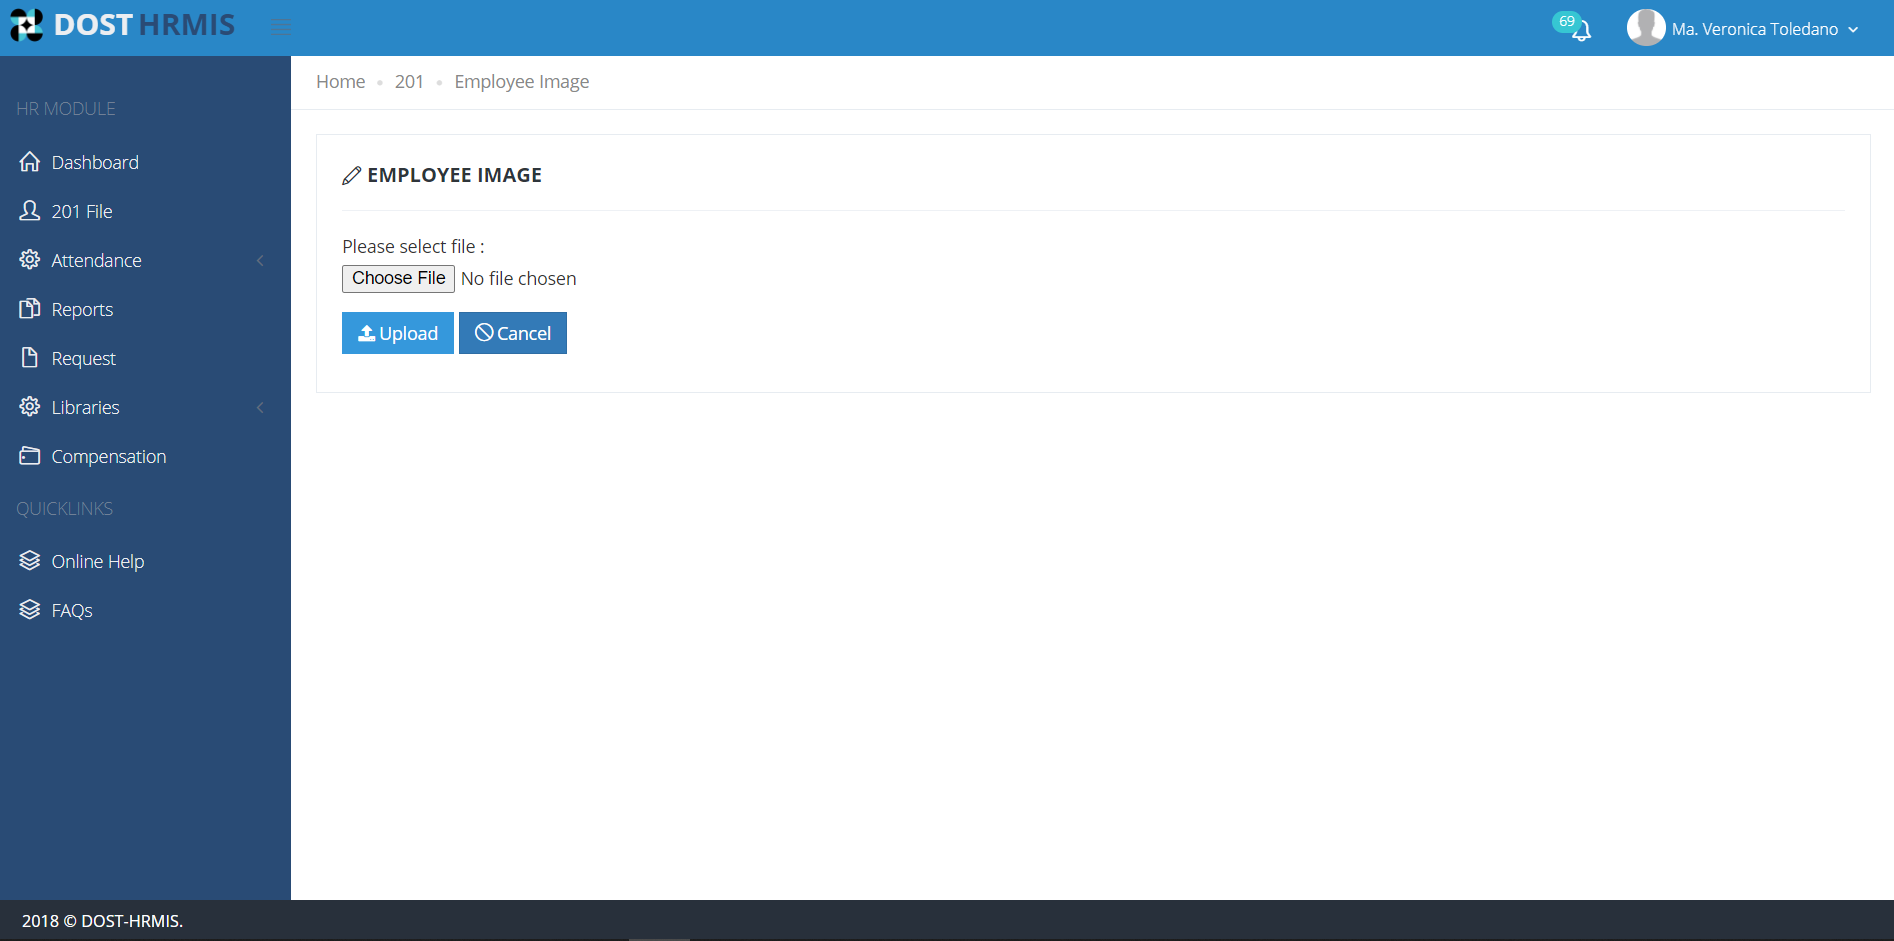 DOST HRMIS
69
Ma. Veronica Toledano
HR MODULE
Dashboard
201 File
Attendance
Reports
Request
Libraries
Compensation
QUICKLINKS
Online Help
FAQs
Home • 201 • Employee Image
EMPLOYEE IMAGE
Please select file :
Choose File No file chosen
Upload Cancel
2018 © DOST-HRMIS.